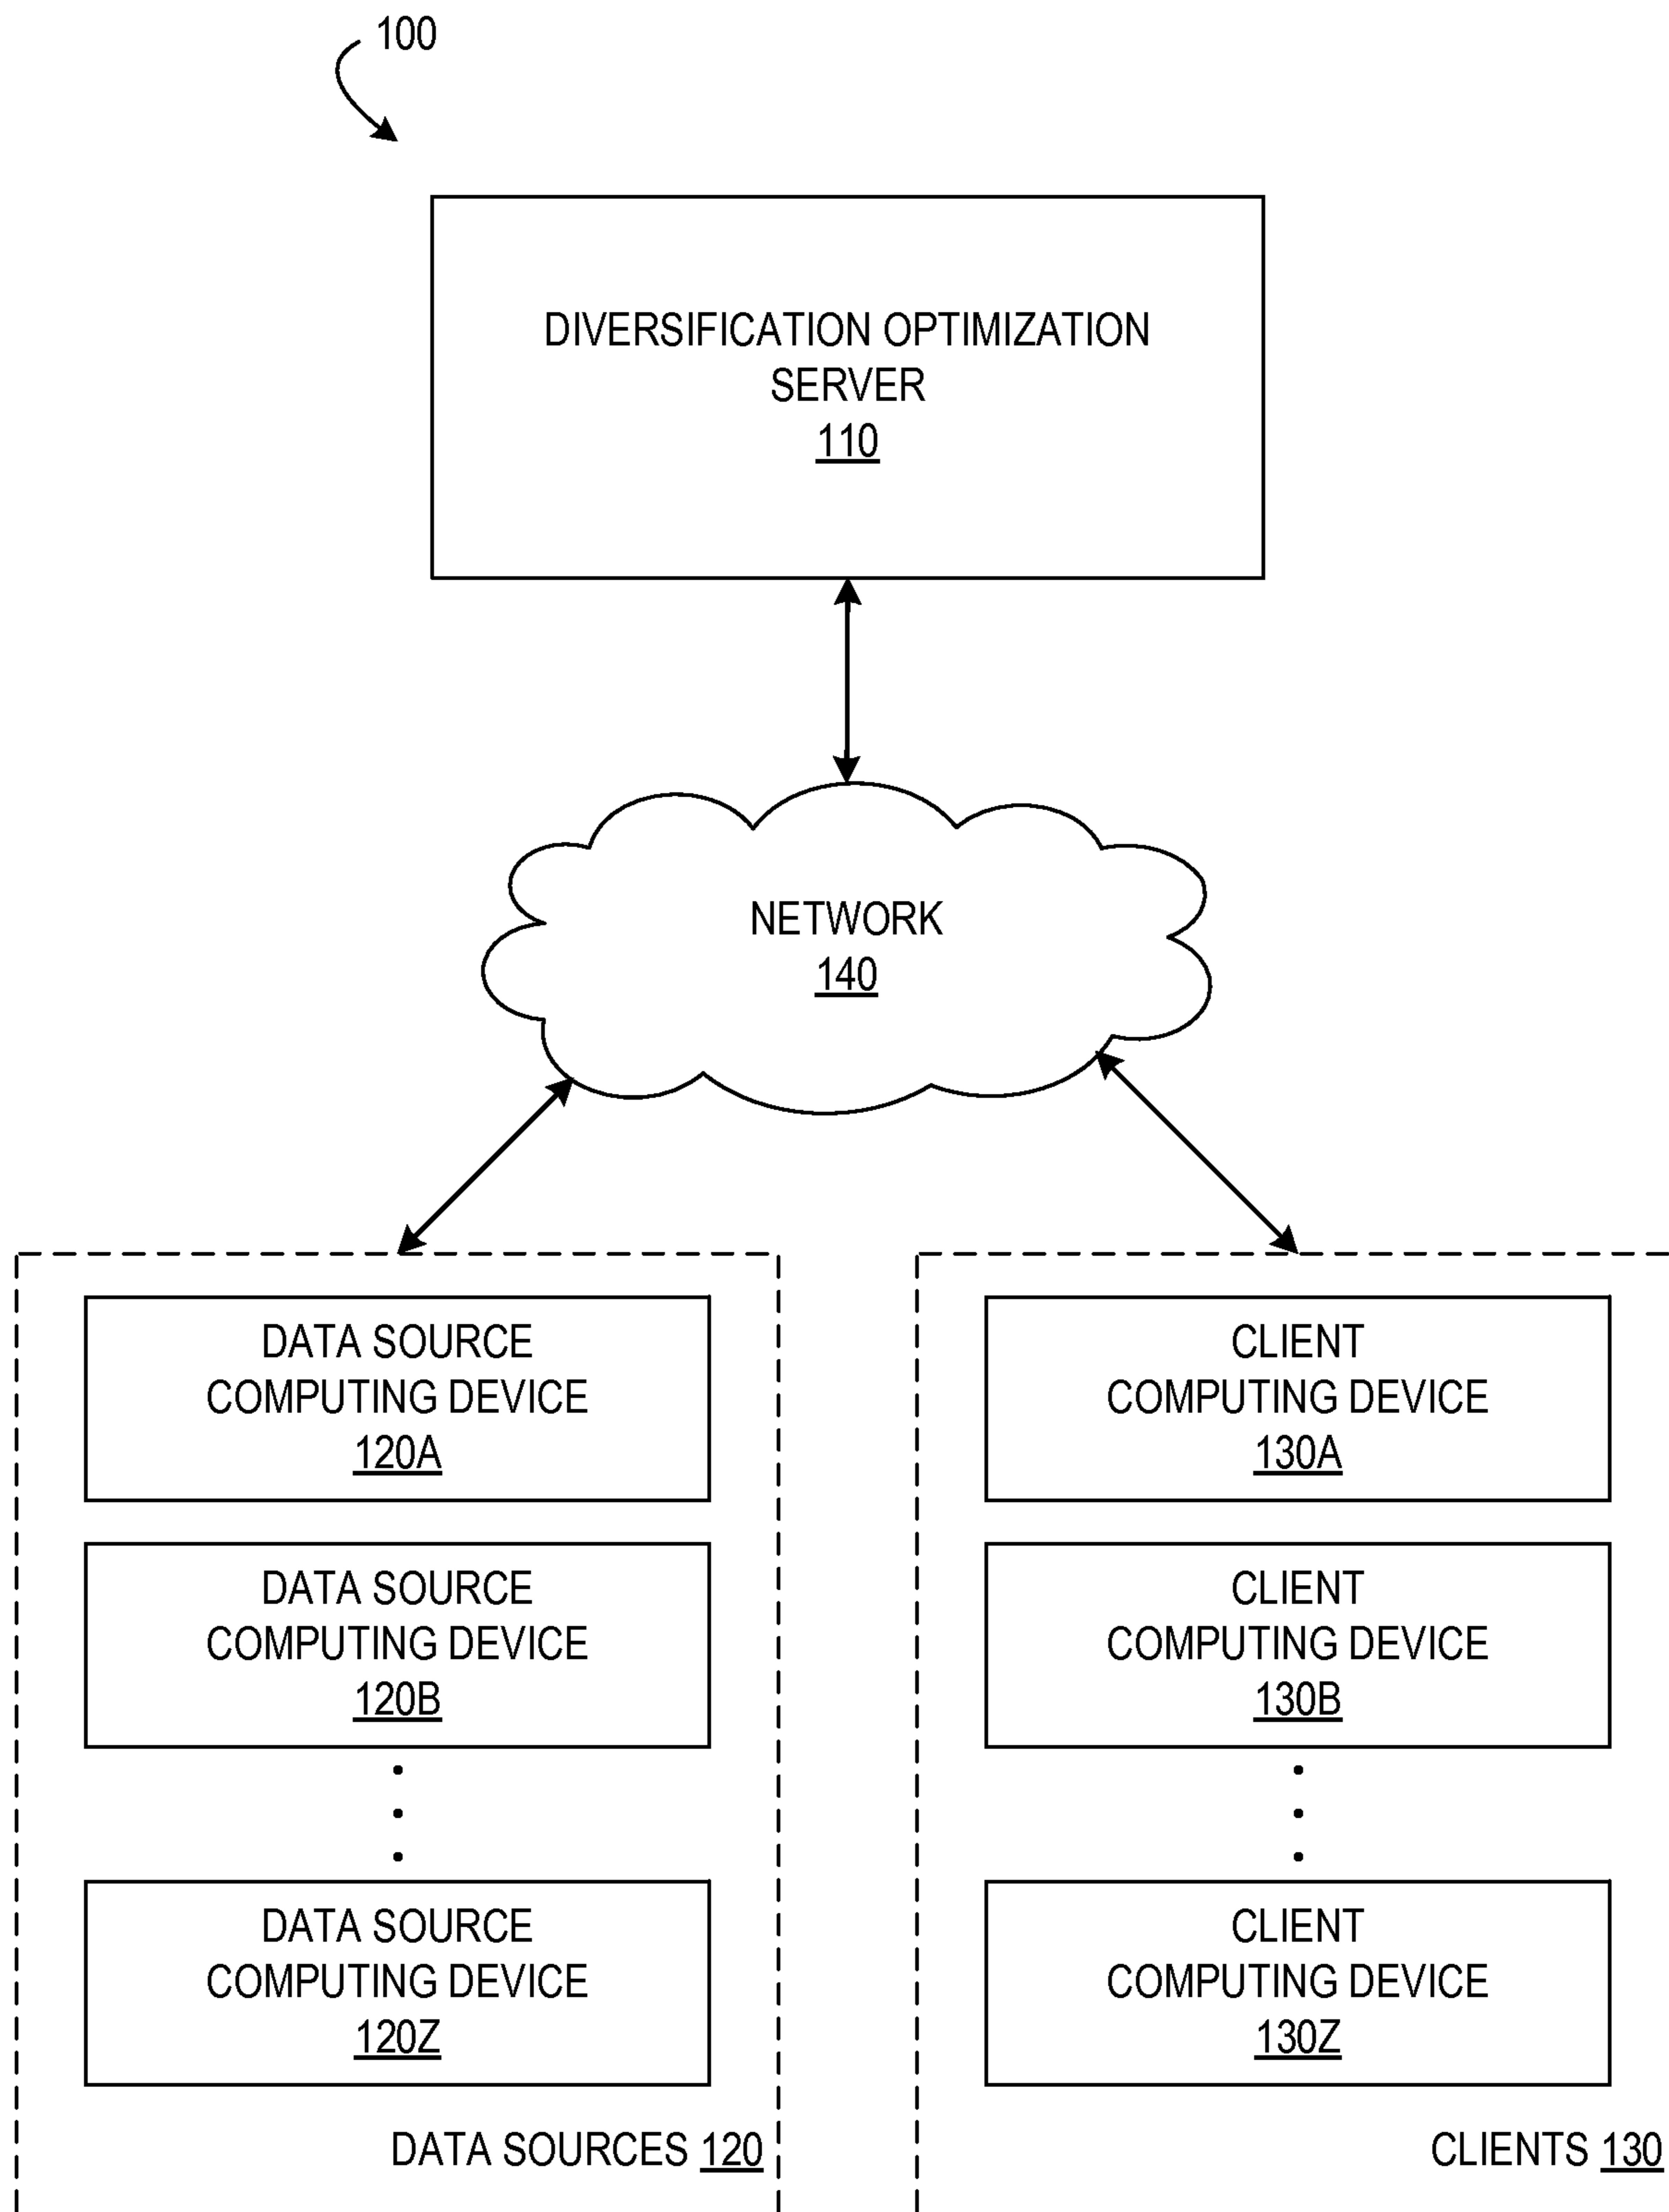 100
DIVERSIFICATION OPTIMIZATION
SERVER
110
NETWORK
140
DATA SOURCE
COMPUTING DEVICE
120A
DATA SOURCE
COMPUTING DEVICE
120B
DATA SOURCE
COMPUTING DEVICE
120Z
DATA SOURCES 120
CLIENT
COMPUTING DEVICE
130A
CLIENT
COMPUTING DEVICE
130B
CLIENT
COMPUTING DEVICE
130Z
CLIENTS 130